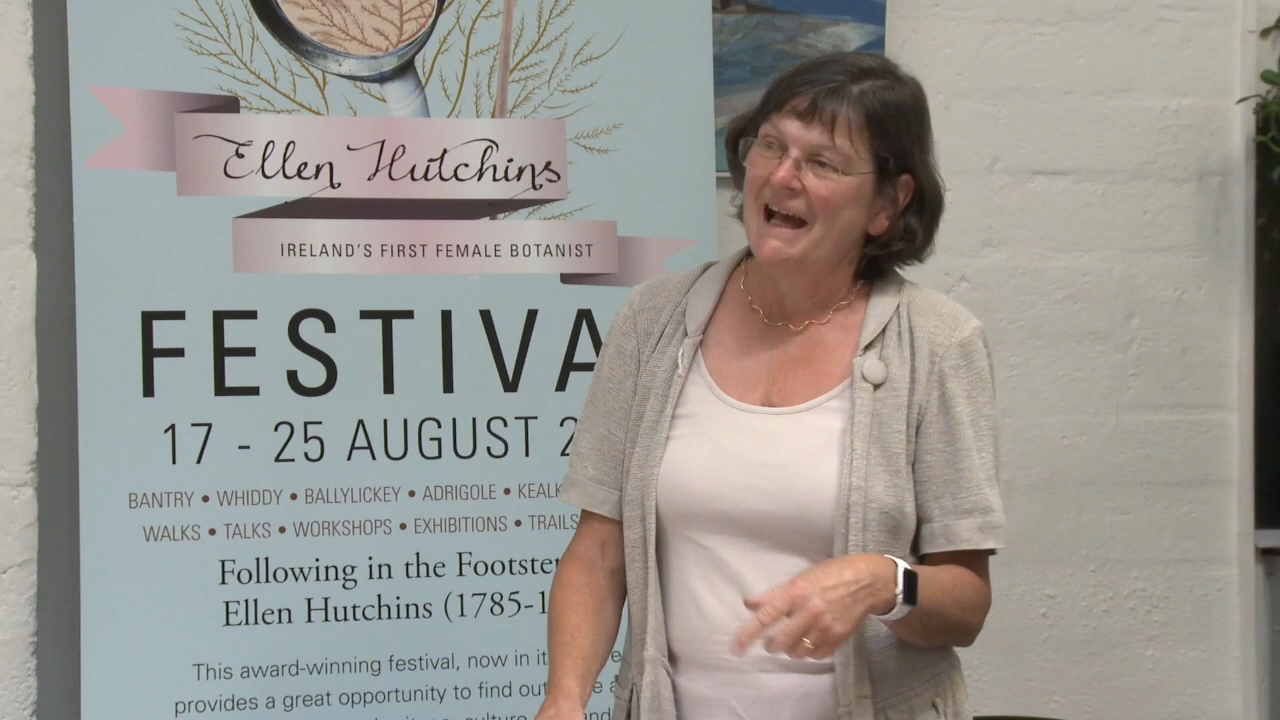 Ellen Hutchins
IRELAND'S FIRST FEMALE BOTANIST
FESTIVA
17 - 25 AUGUST 2
BANTRY • WHIDDY • BALLYLICKEY • ADRIGOLE • KEALK
WALKS • TALKS • WORKSHOPS • EXHIBITIONS • TRAILS
Following in the Footste
Ellen Hutchins (1785-1
This award-winning festival, now in it
provides a great opportunity to find out
culture